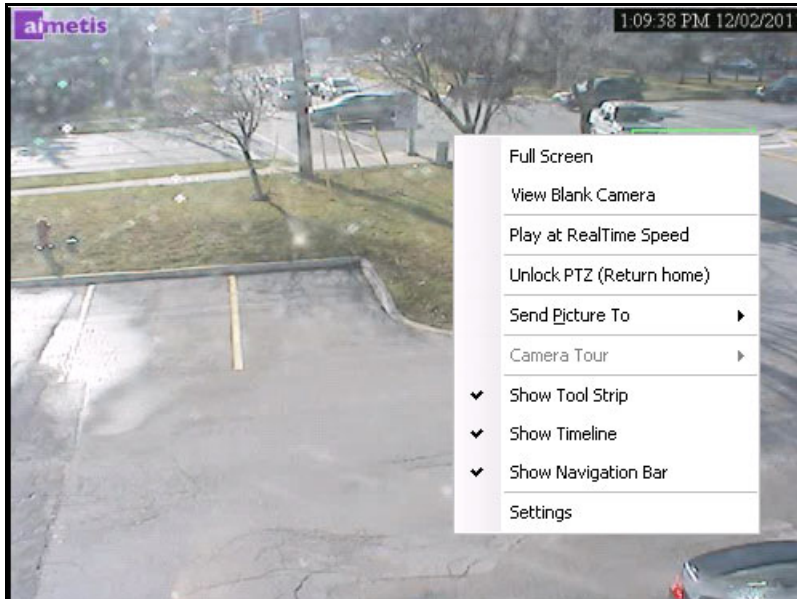 aimetis
1:09:38 PM 12/02/201
Full Screen
View Blank Camera
Play at RealTime Speed
Unlock PTZ (Return home)
Send Picture To
Camera Tour
Show Tool Strip
Show Timeline
Show Navigation Bar
Settings